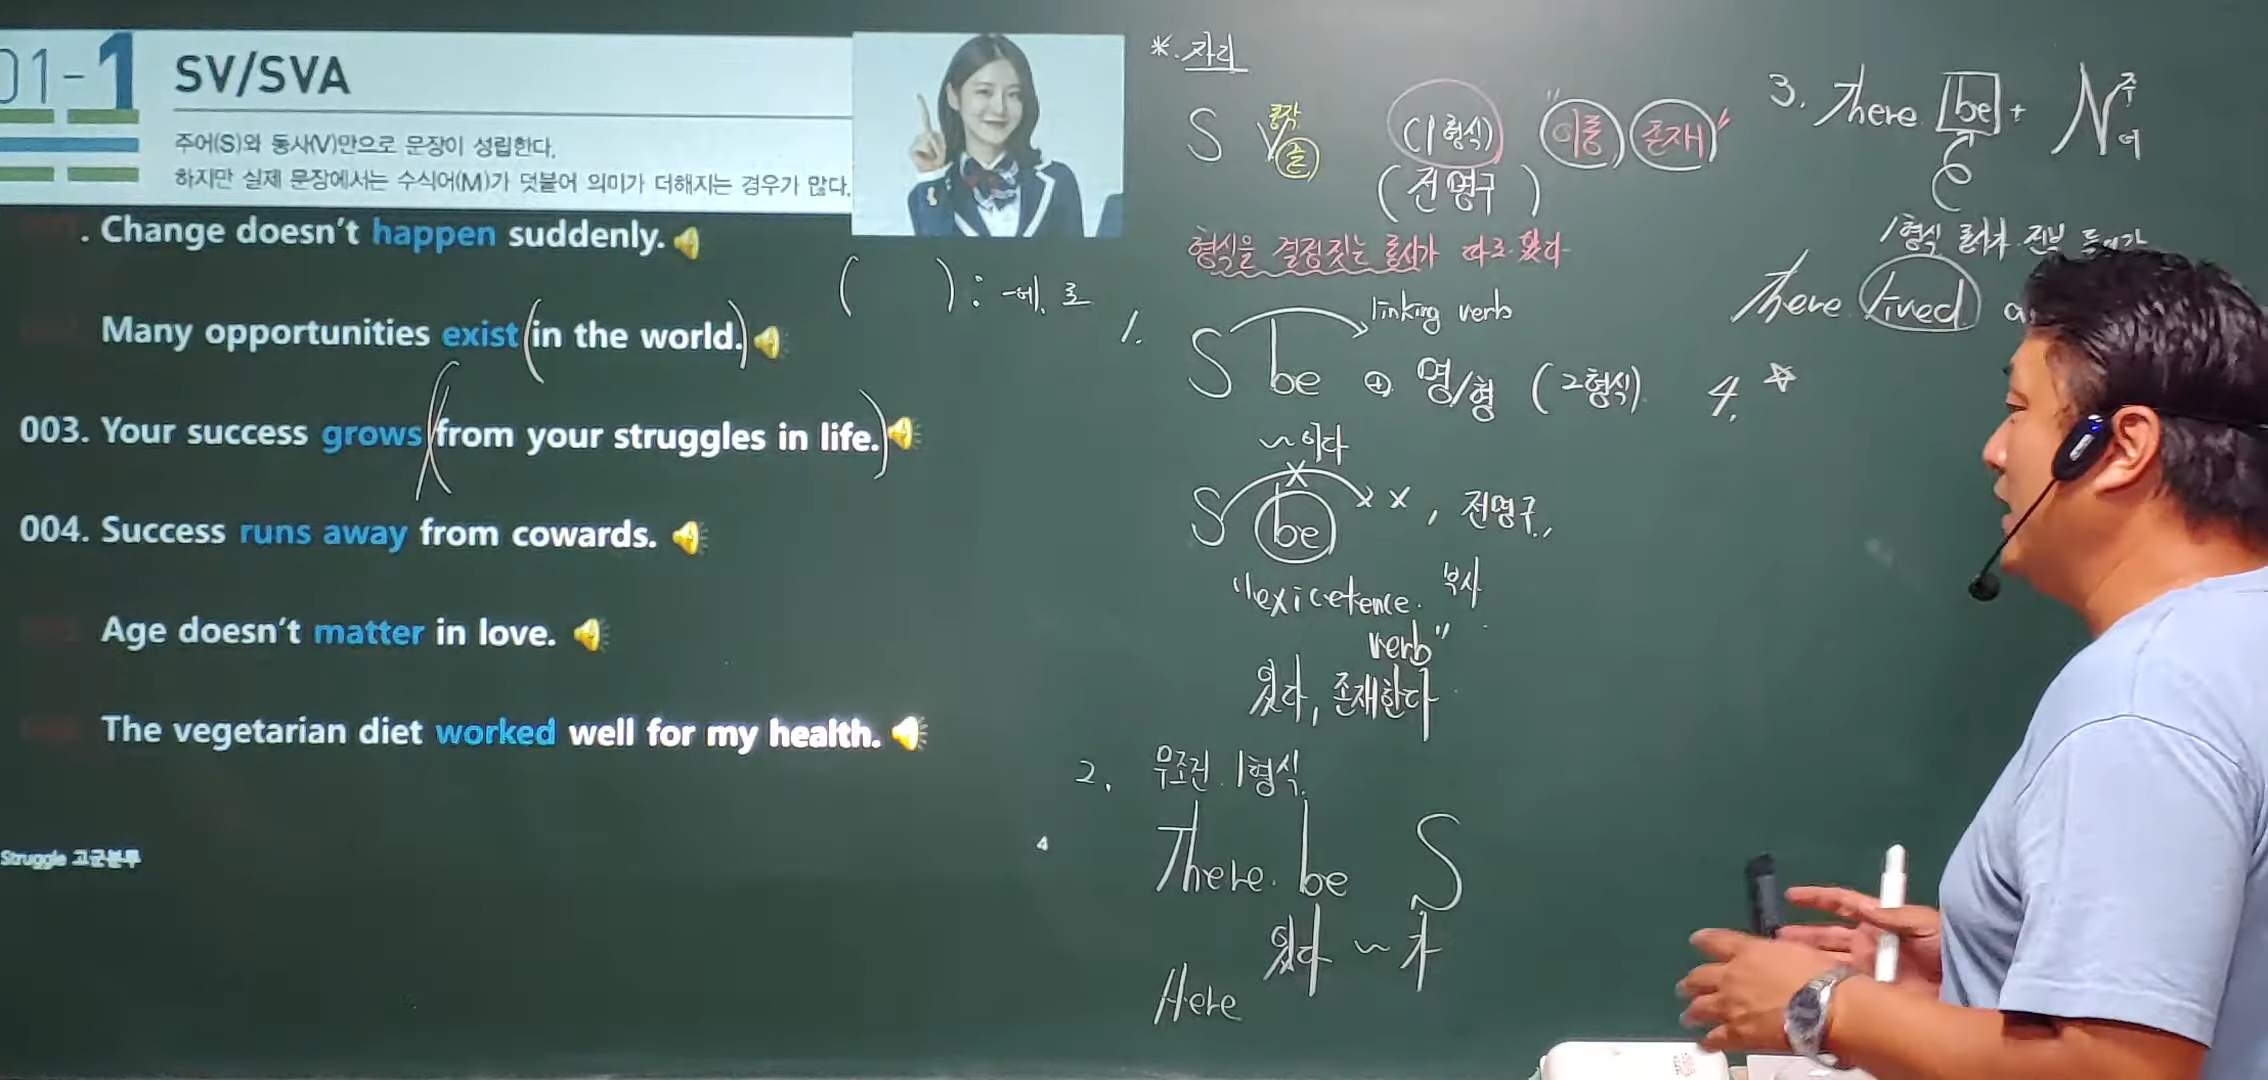 01-1 SV/SVA
주어(S)와 동사(V)만으로 문장이 성립한다.
하지만 실제 문장에서는 수식어(M)가 덧붙어 의미가 더해지는 경우가 많다.
. Change doesn't happen suddenly.
Many opportunities exist (in the world.)
003. Your success grows (from your struggles in life.)
004. Success runs away from cowards.
Age doesn't matter in love.
The vegetarian diet worked well for my health.
Struggle 고군분투
4
( ) : -에, 로
*. 자리
S V 동작 (1형식) "이동 존재"
(전명구)
형식을 결정짓는 동사가 따로 있다
1.
linking verb
S be + 명/형 (2형식)
~이다
S be x, 전명구,
부사
"exicetence verb"
있다, 존재한다
2. 무조건 1형식
There be S
있다 ~가
Here
3. There be + N 주어
1형식 동사가 전부
There lived a
4. ☆